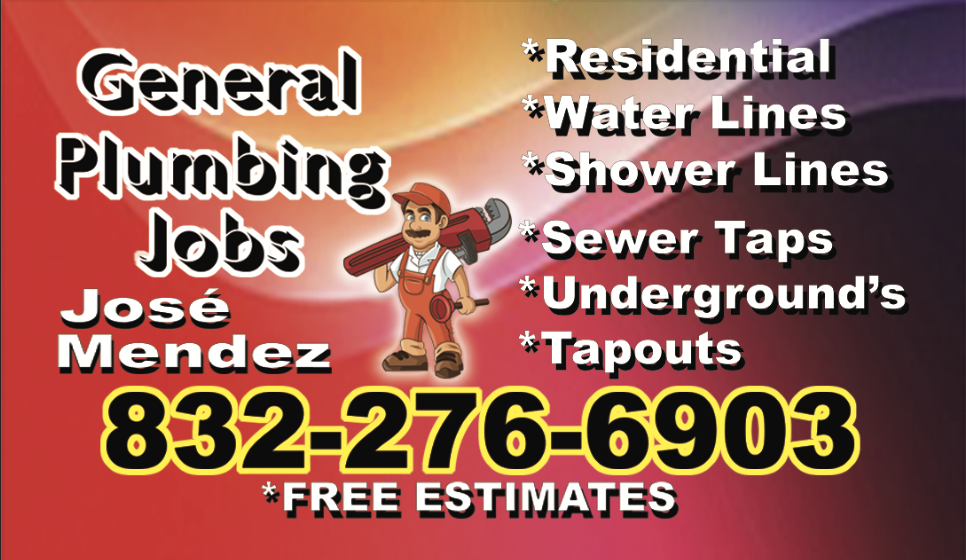 General
Plumbing
Jobs
José
Mendez
*Residential
*Water Lines
*Shower Lines
*Sewer Taps
*Underground’s
*Tapouts
832-276-6903
*FREE ESTIMATES